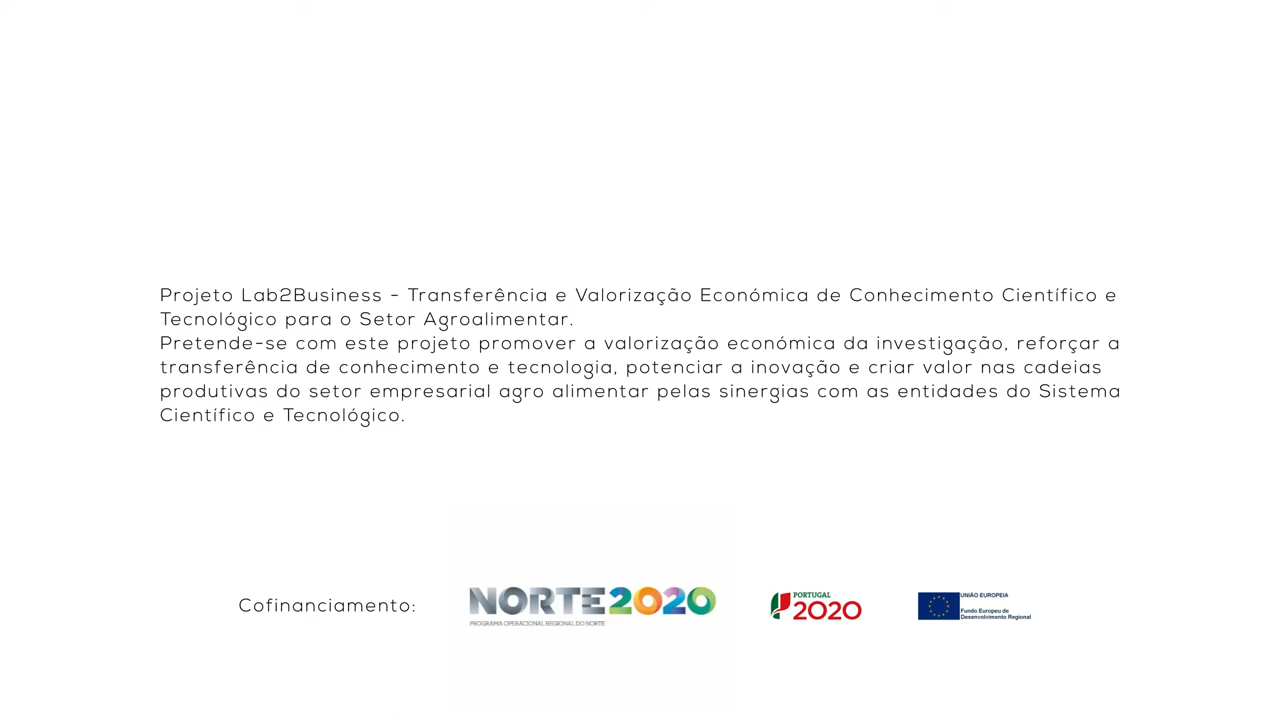 Projeto Lab2Business - Transferência e Valorização Económica de Conhecimento Científico e
Tecnológico para o Setor Agroalimentar.
Pretende-se com este projeto promover a valorização económica da investigação, reforçar a
transferência de conhecimento e tecnologia, potenciar a inovação e criar valor nas cadeias
produtivas do setor empresarial agro alimentar pelas sinergias com as entidades do Sistema
Científico e Tecnológico.
Cofinanciamento:
NORTE2020
PROGRAMA OPERACIONAL REGIONAL DO NORTE
PORTUGAL
2020
UNIÃO EUROPEIA
Fundo Europeu de
Desenvolvimento Regional